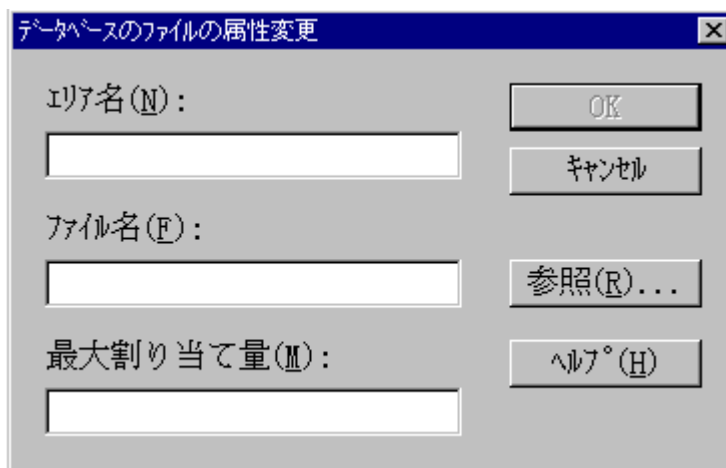 ﾃﾞｰﾀﾍﾞｰｽのﾌｧｲﾙの属性変更
ｴﾘｱ名(N):
OK
ｷｬﾝｾﾙ
ﾌｧｲﾙ名(F):
参照(R)...
最大割り当て量(M):
ﾍﾙﾌﾟ(H)